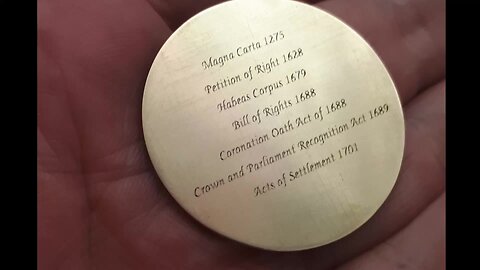 Magna Carta 1275
Petition of Right 1628
Habeas Corpus 1679
Bill of Rights 1688
Coronation Oath Act of 1688
Crown and Parliament Recognition Act 1689
Acts of Settlement 1701